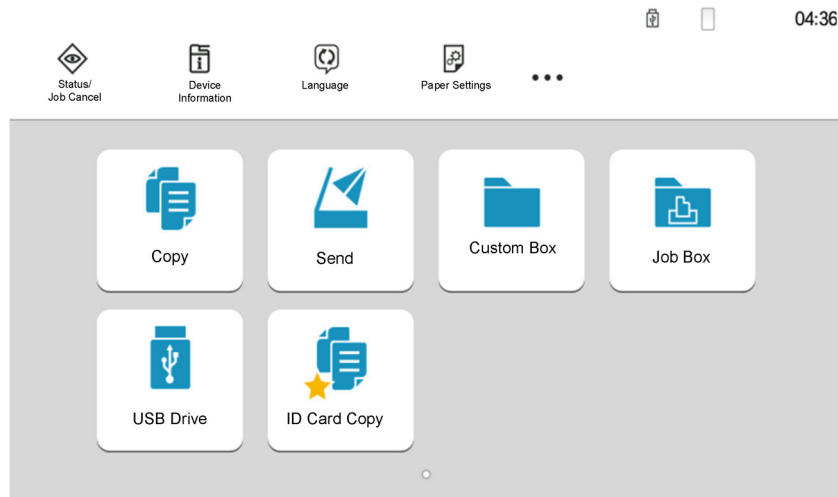 04:36
Status/
Job Cancel
Device
Information
Language
Paper Settings
Copy
Send
Custom Box
Job Box
USB Drive
ID Card Copy